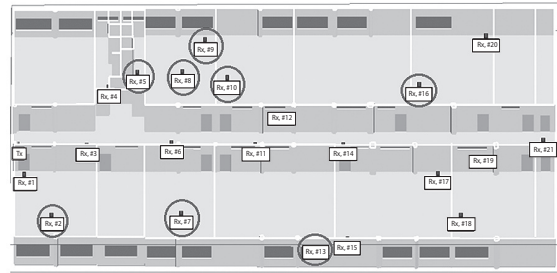 Rx, #20
Rx, #9
Rx, #5
Rx, #8
Rx, #10
Rx, #4
Rx, #16
Rx, #12
Tx
Rx, #3
Rx, #6
Rx, #11
Rx, #14
Rx, #19
Rx, #21
Rx, #1
Rx, #17
Rx, #2
Rx, #7
Rx, #18
Rx, #13
Rx, #15